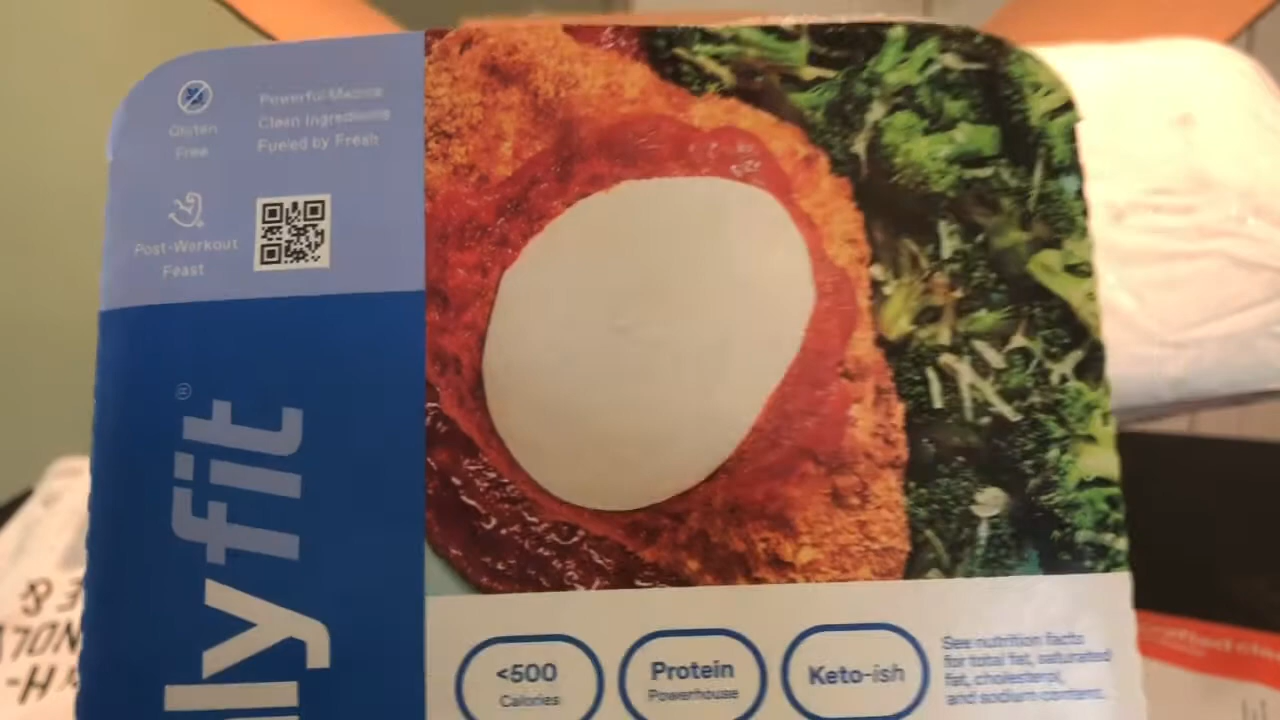 Gluten
Free
Powerful Macros
Clean Ingredients
Fueled by Fresh
Post-Workout
Feast
lyfit®
<500
Calories
Protein
Powerhouse
Keto-ish
See nutrition facts
for total fat, saturated
fat, cholesterol,
and sodium content.
&